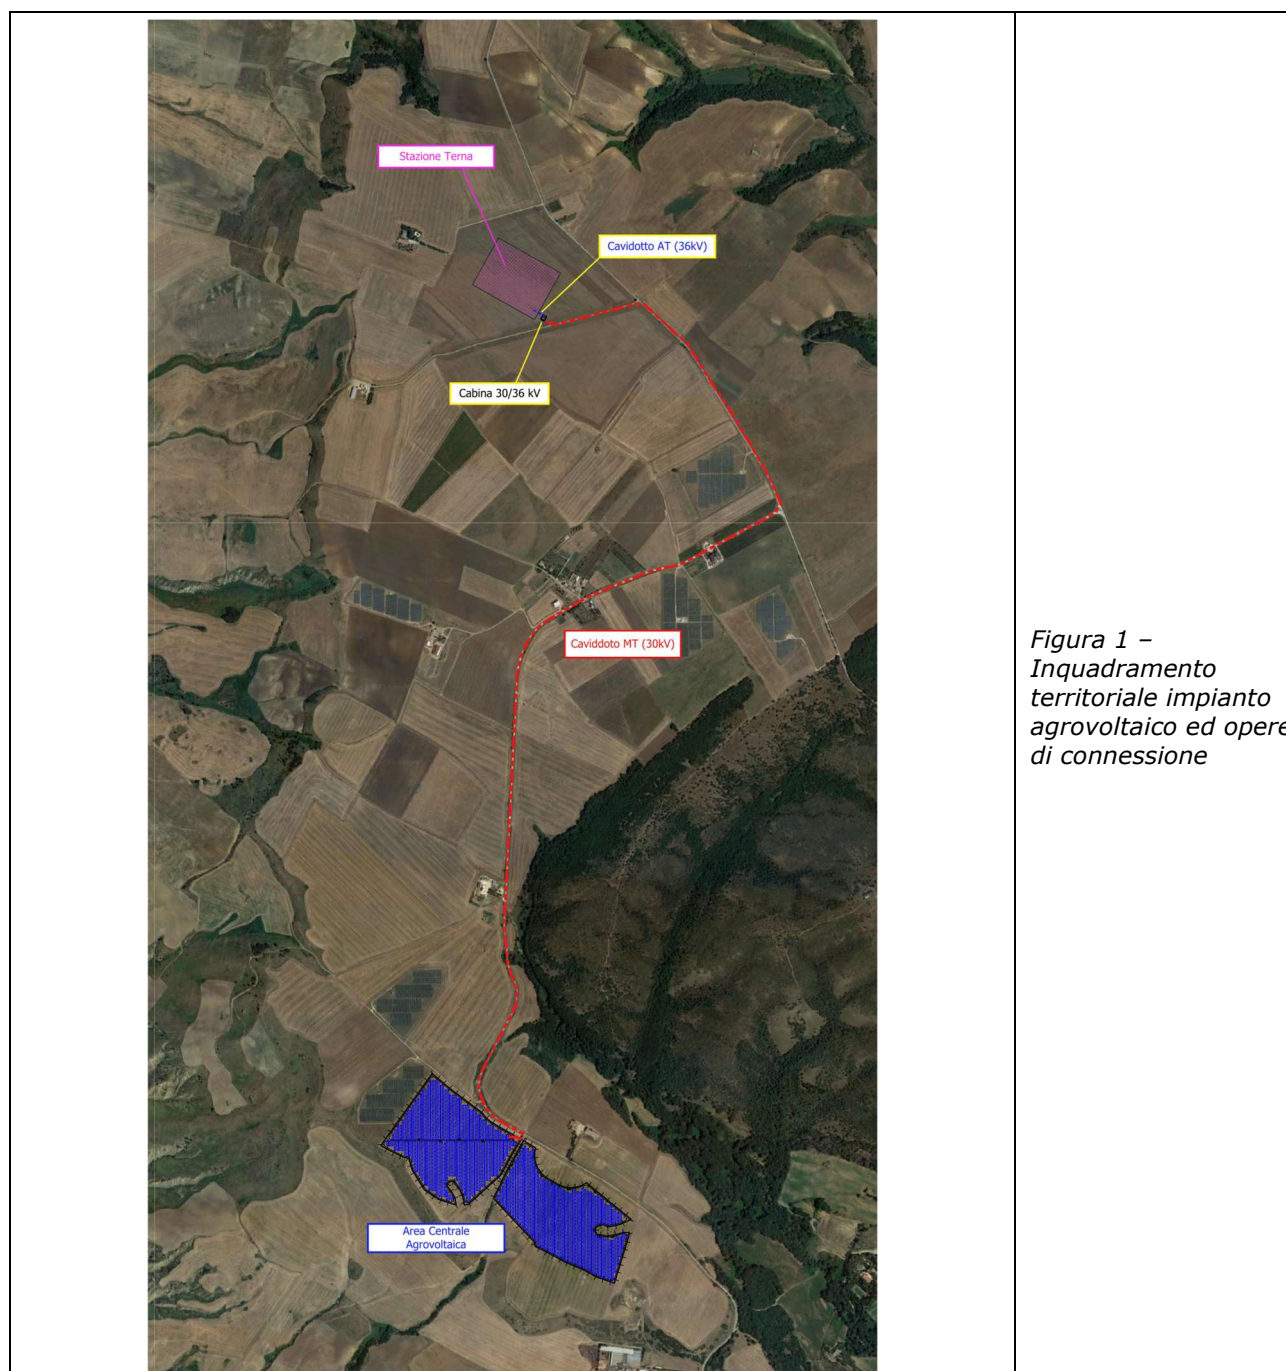 Stazione Terna
Cavidotto AT (36kV)
Cabina 30/36 kV
Caviddoto MT (30kV)
Area Centrale
Agrovoltaica
Figura 1 –
Inquadramento
territoriale impianto
agrovoltaico ed opere
di connessione